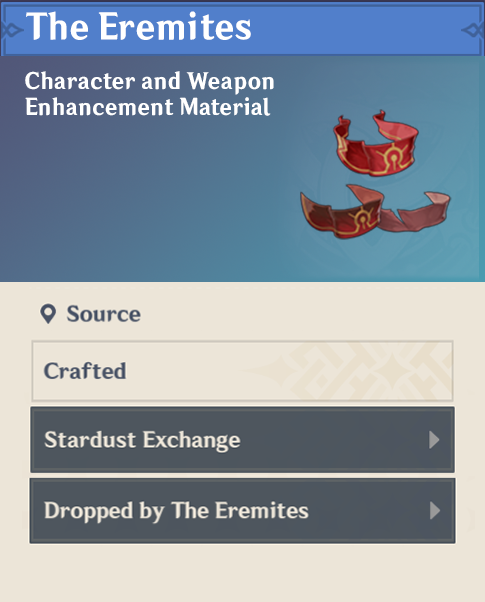 The Eremites
Character and Weapon
Enhancement Material
Source
Crafted
Stardust Exchange
Dropped by The Eremites